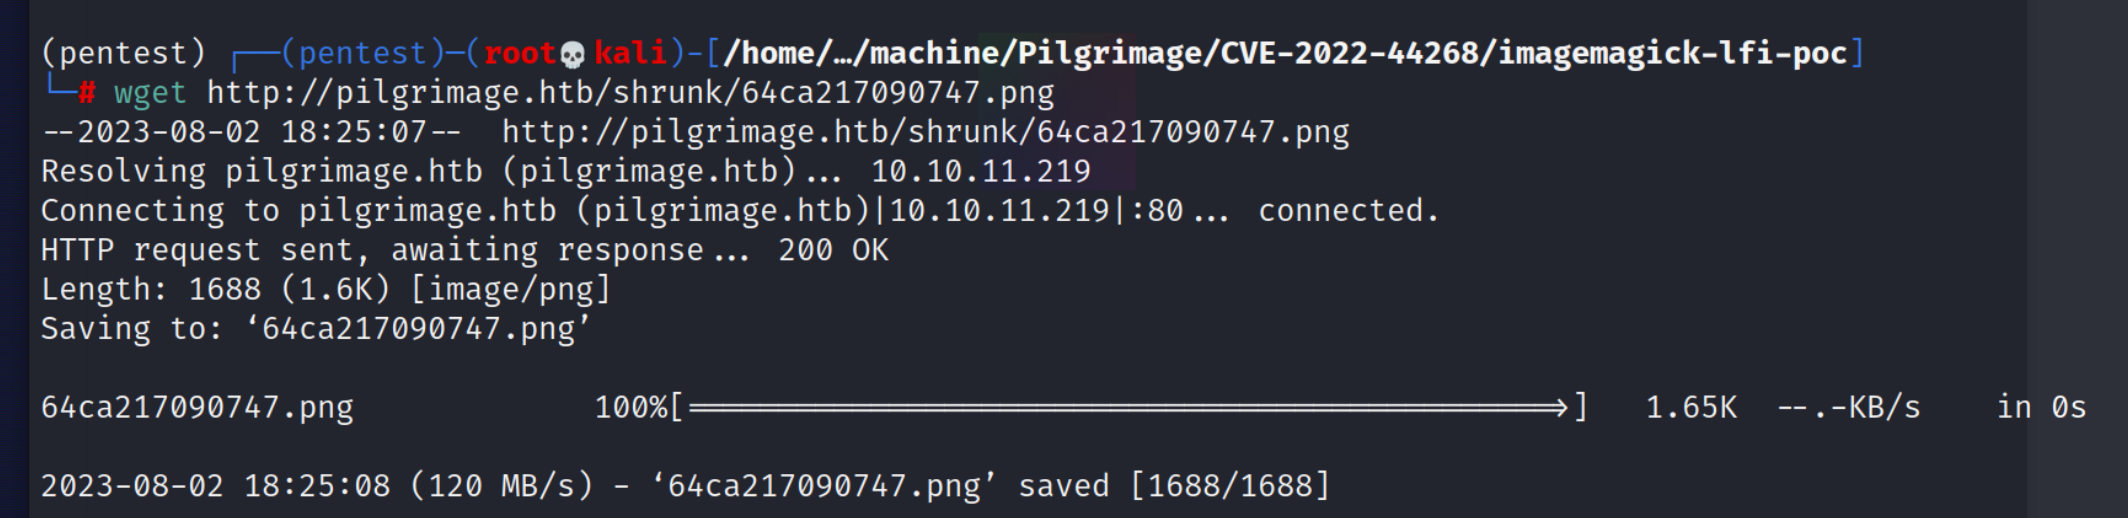 (pentest) ┌──(pentest)─(root💀kali)-[/home/…/machine/Pilgrimage/CVE-2022-44268/imagemagick-lfi-poc]
└─# wget http://pilgrimage.htb/shrunk/64ca217090747.png
--2023-08-02 18:25:07--  http://pilgrimage.htb/shrunk/64ca217090747.png
Resolving pilgrimage.htb (pilgrimage.htb)... 10.10.11.219
Connecting to pilgrimage.htb (pilgrimage.htb)|10.10.11.219|:80... connected.
HTTP request sent, awaiting response... 200 OK
Length: 1688 (1.6K) [image/png]
Saving to: ‘64ca217090747.png’
64ca217090747.png 100%[===================================================>] 1.65K --.-KB/s in 0s
2023-08-02 18:25:08 (120 MB/s) - ‘64ca217090747.png’ saved [1688/1688]